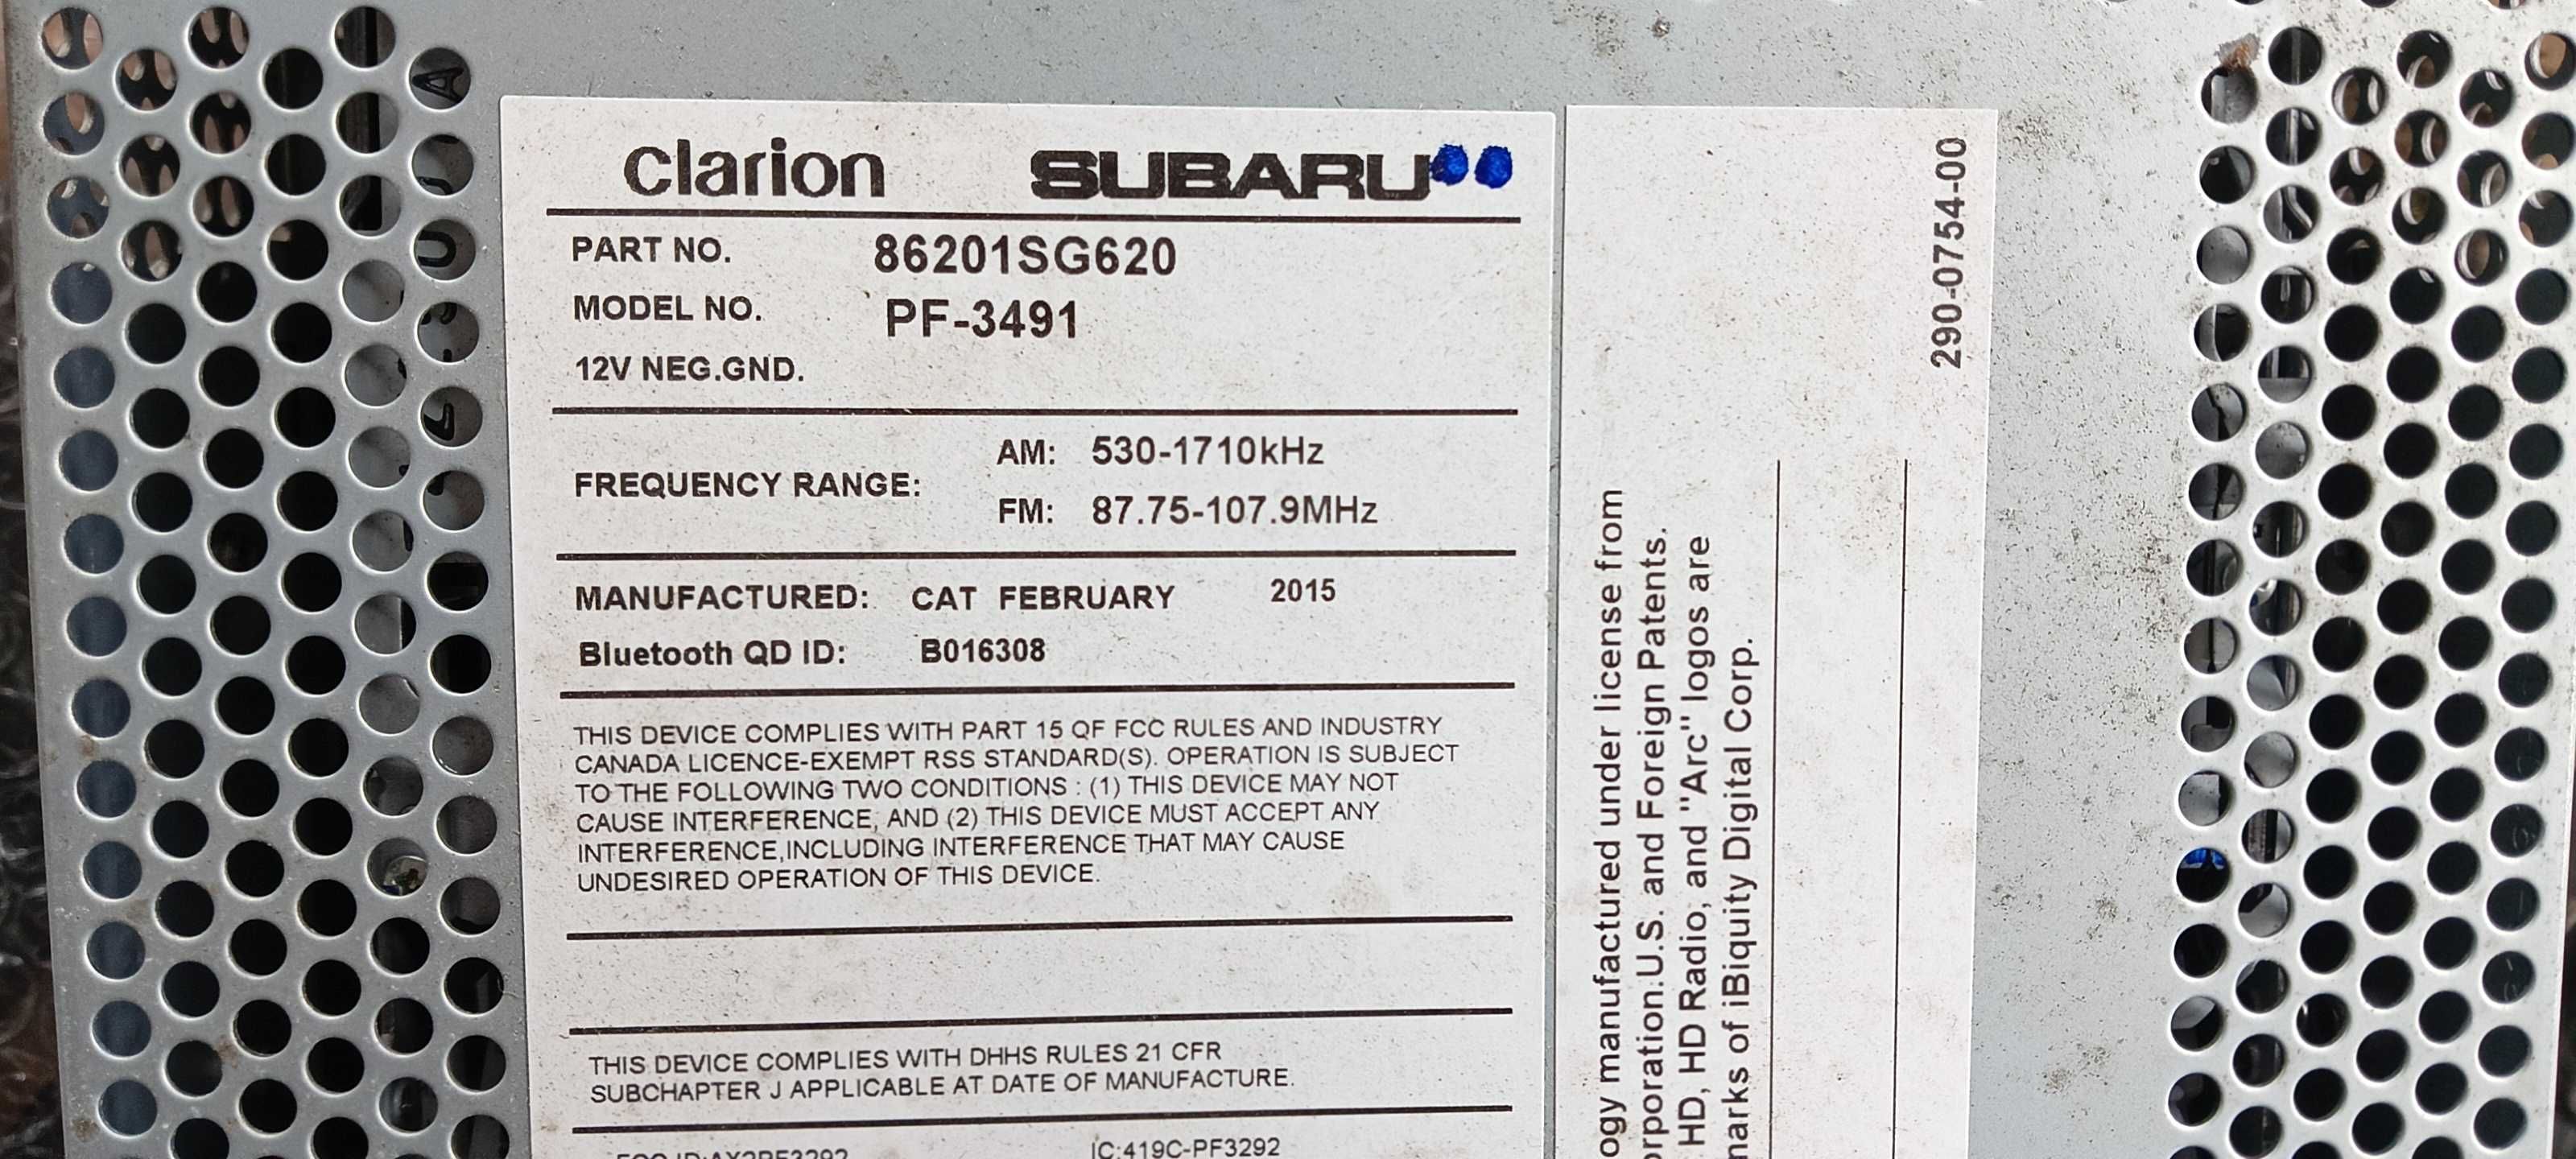 clarion SUBARU
PART NO. 86201SG620
MODEL NO. PF-3491
12V NEG.GND.
FREQUENCY RANGE: AM: 530-1710kHz
FM: 87.75-107.9MHz
MANUFACTURED: CAT FEBRUARY 2015
Bluetooth QD ID: B016308
THIS DEVICE COMPLIES WITH PART 15 OF FCC RULES AND INDUSTRY
CANADA LICENCE-EXEMPT RSS STANDARD(S). OPERATION IS SUBJECT
TO THE FOLLOWING TWO CONDITIONS : (1) THIS DEVICE MAY NOT
CAUSE INTERFERENCE, AND (2) THIS DEVICE MUST ACCEPT ANY
INTERFERENCE,INCLUDING INTERFERENCE THAT MAY CAUSE
UNDESIRED OPERATION OF THIS DEVICE.
THIS DEVICE COMPLIES WITH DHHS RULES 21 CFR
SUBCHAPTER J APPLICABLE AT DATE OF MANUFACTURE.
IC:419C-PF3292
ogy manufactured under license from
rporation.U.S. and Foreign Patents.
HD, HD Radio, and "Arc" logos are
marks of iBiquity Digital Corp.
290-0754-00